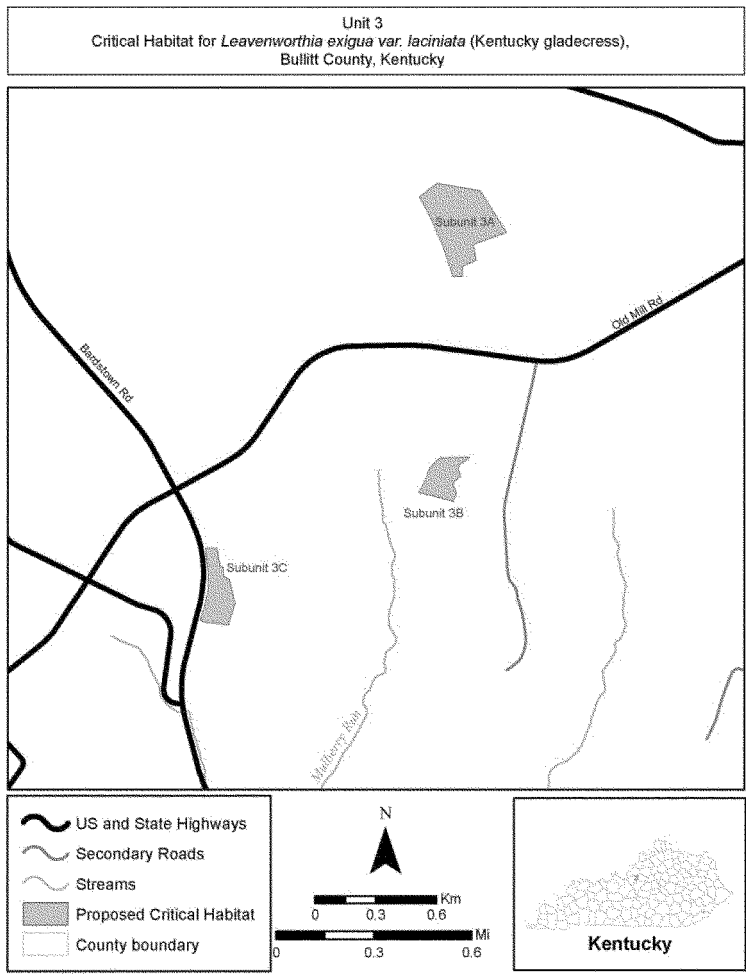 Unit 3
Critical Habitat for Leavenworthia exigua var. laciniata (Kentucky gladecress),
Bullitt County, Kentucky
Subunit 3A
Old Mill Rd
Bardstown Rd
Subunit 3B
Subunit 3C
Mulberry Run
US and State Highways
Secondary Roads
Streams
Proposed Critical Habitat
County boundary
N
Km
0 0.3 0.6
Mi
0 0.3 0.6
Kentucky